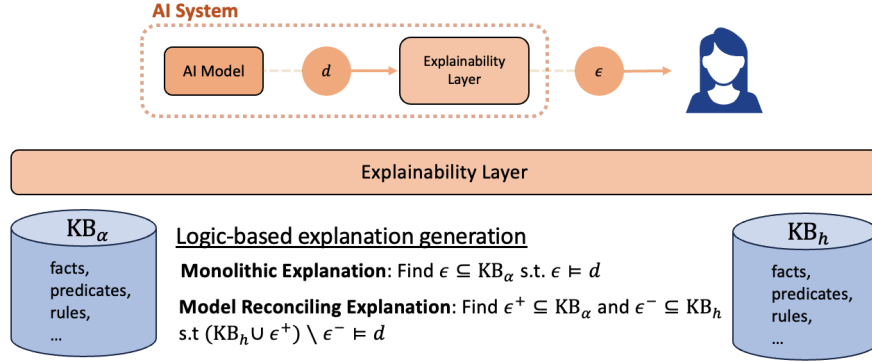 AI System
AI Model
d
Explainability
Layer
ϵ
Explainability Layer
KB_α
facts,
predicates,
rules,
...
Logic-based explanation generation
Monolithic Explanation: Find ϵ ⊆ KB_α s.t. ϵ ⊨ d
Model Reconciling Explanation: Find ϵ⁺ ⊆ KB_α and ϵ⁻ ⊆ KB_h
s.t (KB_h ∪ ϵ⁺) \ ϵ⁻ ⊨ d
KB_h
facts,
predicates,
rules,
...